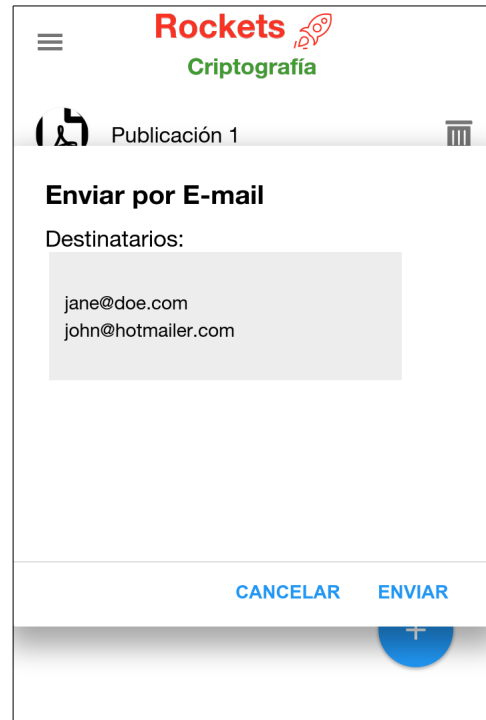 Rockets
Criptografía
Publicación 1
Enviar por E-mail
Destinatarios:
jane@doe.com
john@hotmailer.com
CANCELAR ENVIAR
+